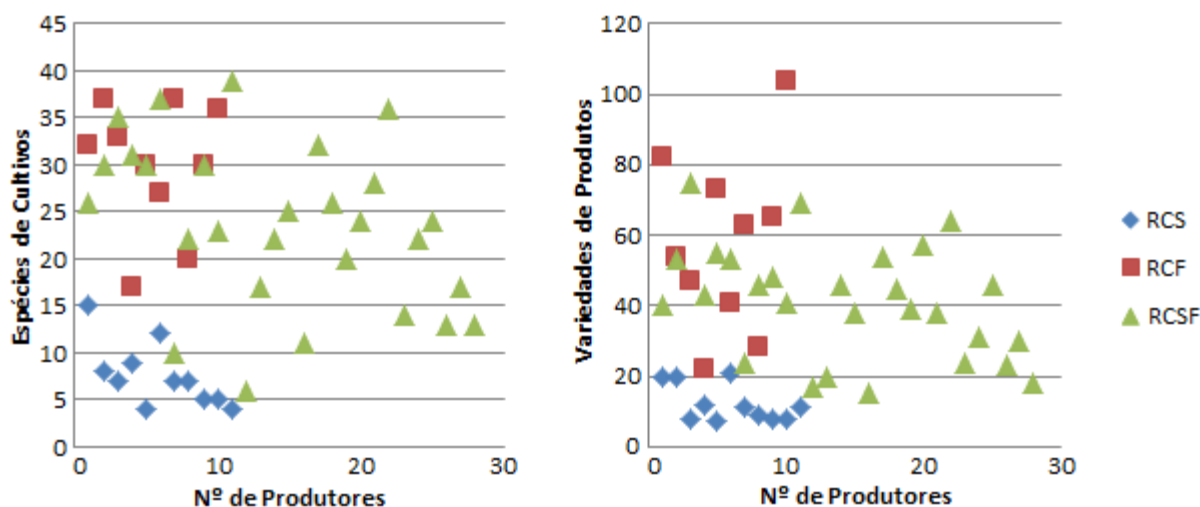 Espécies de Cultivos
45
40
35
30
25
20
15
10
5
0
0 10 20 30
Nº de Produtores
Variedades de Produtos
120
100
80
60
40
20
0
0 10 20 30
Nº de Produtores
RCS
RCF
RCSF